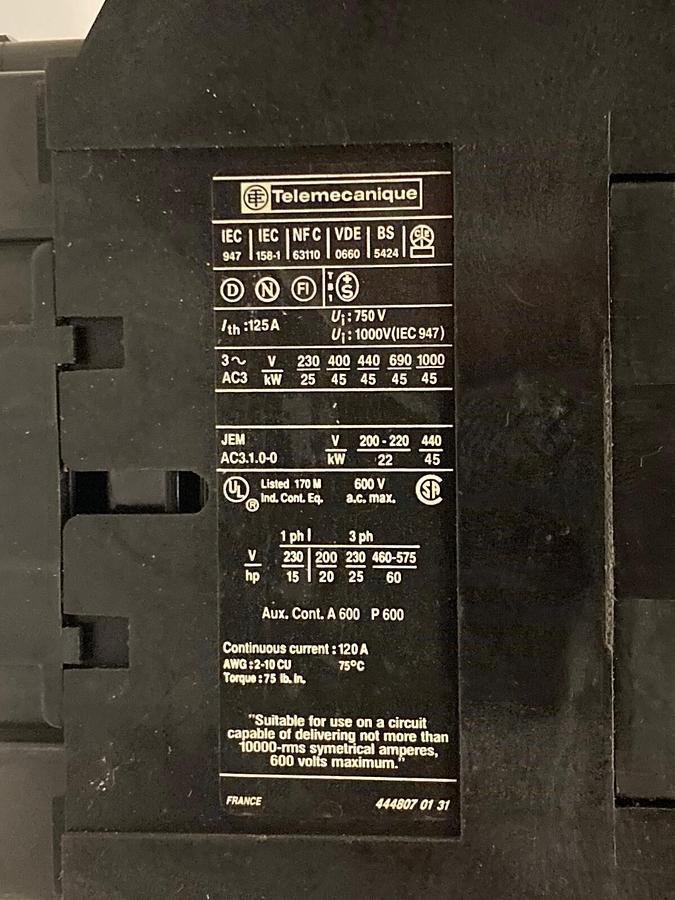 Telemecanique
IEC 947 | IEC 158-1 | NF C 63110 | VDE 0660 | BS 5424
D N FI TBT +S
Ith : 125 A Ui : 750 V
Ui : 1000V (IEC 947)
3~ V 230 400 440 690 1000
AC3 kW 25 45 45 45 45
JEM V 200 - 220 440
AC3.1.0-0 kW 22 45
UL ® Listed 170 M 600 V SA
Ind. Cont. Eq. a.c. max.
1 ph | 3 ph
V 230 | 200 230 460-575
hp 15 | 20 25 60
Aux. Cont. A 600 P 600
Continuous current : 120 A
AWG : 2-10 CU 75°C
Torque : 75 lb. in.
"Suitable for use on a circuit
capable of delivering not more than
10000-rms symetrical amperes,
600 volts maximum."
FRANCE 444807 01 31